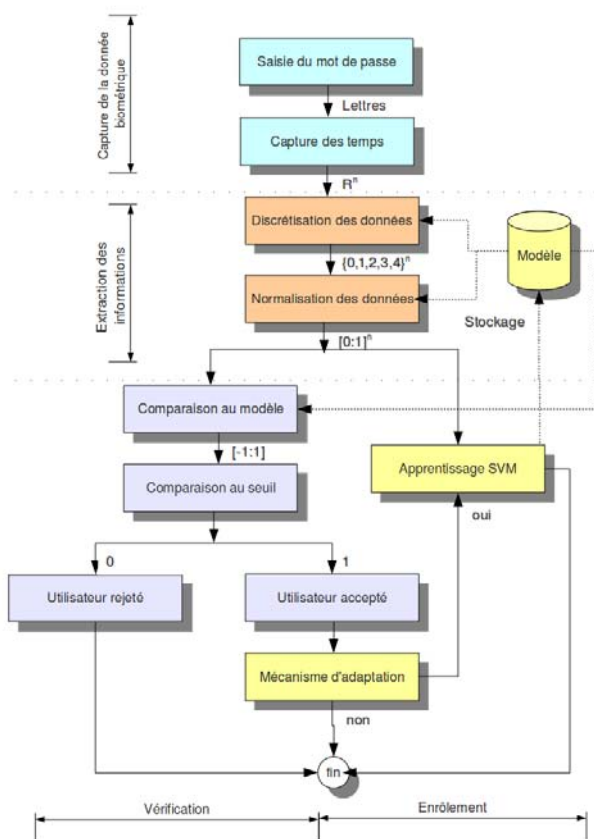 Capture de la donnée
biométrique
Saisie du mot de passe
Lettres
Capture des temps
Rⁿ
Extraction des
informations
Discrétisation des données
{0,1,2,3,4}ⁿ
Normalisation des données
[0:1]ⁿ
Modèle
Stockage
Comparaison au modèle
[-1:1]
Apprentissage SVM
Comparaison au seuil
oui
0
1
Utilisateur rejeté
Utilisateur accepté
Mécanisme d'adaptation
non
fin
Vérification
Enrôlement